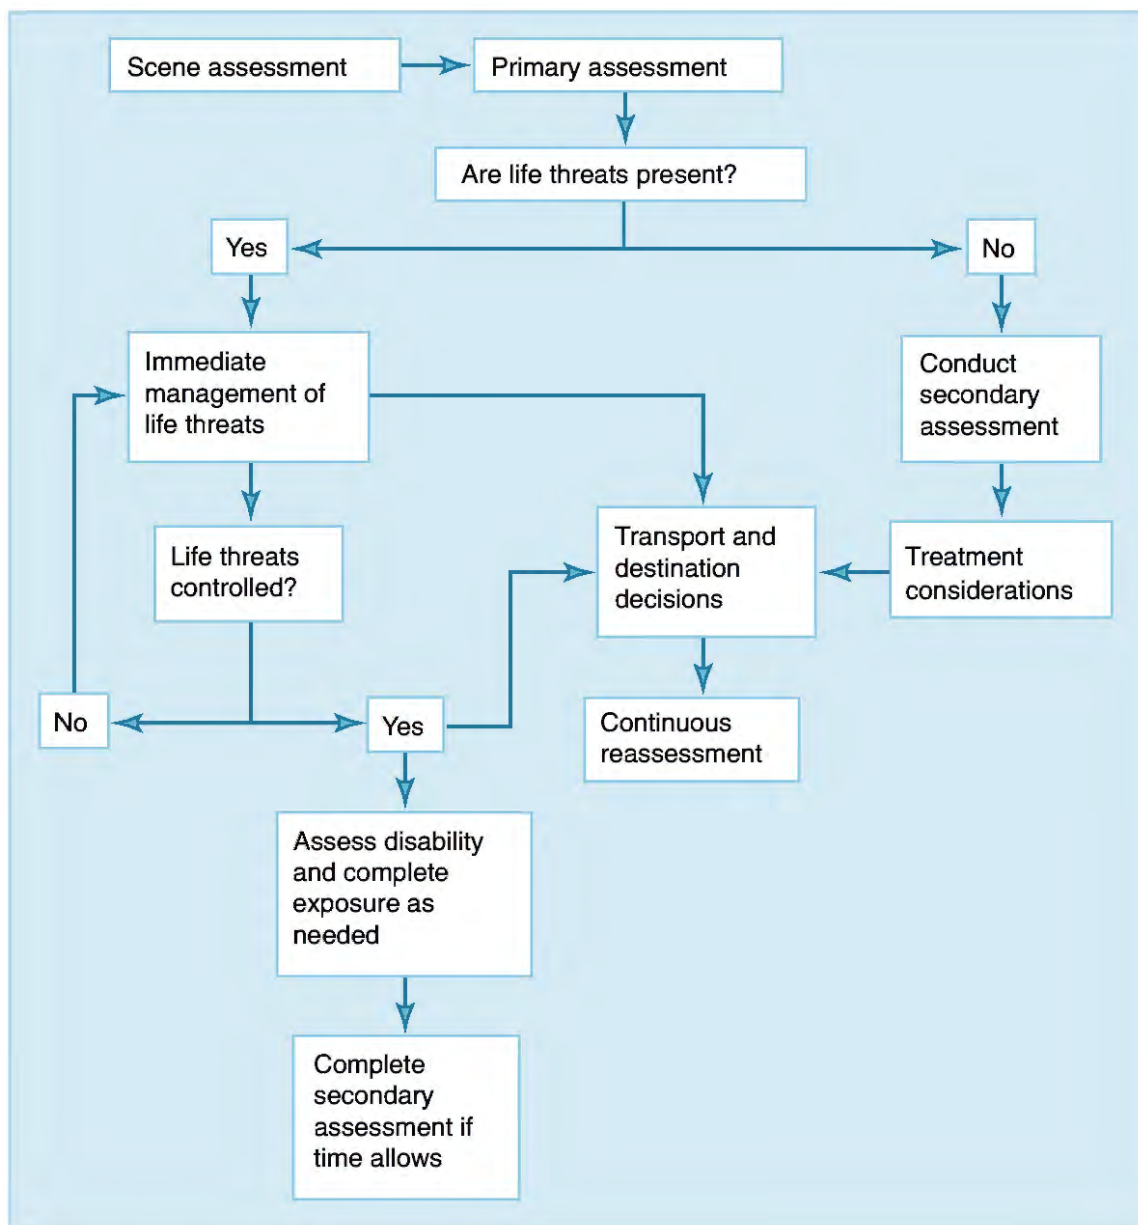 Scene assessment
Primary assessment
Are life threats present?
Yes
No
Immediate
management of
life threats
Conduct
secondary
assessment
Life threats
controlled?
Transport and
destination
decisions
Treatment
considerations
No
Yes
Continuous
reassessment
Assess disability
and complete
exposure as
needed
Complete
secondary
assessment if
time allows